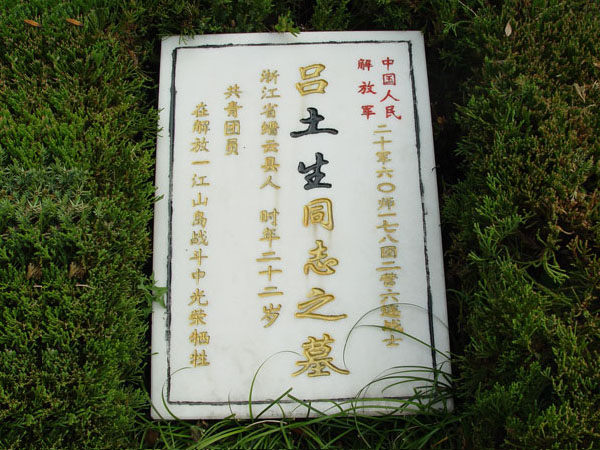 中国人民
解放军
二十军六〇师一七八团二营六连战士
吕土生同志之墓
浙江省缙云县人 时年二十二岁
共青团员
在解放一江山岛战斗中光荣牺牲